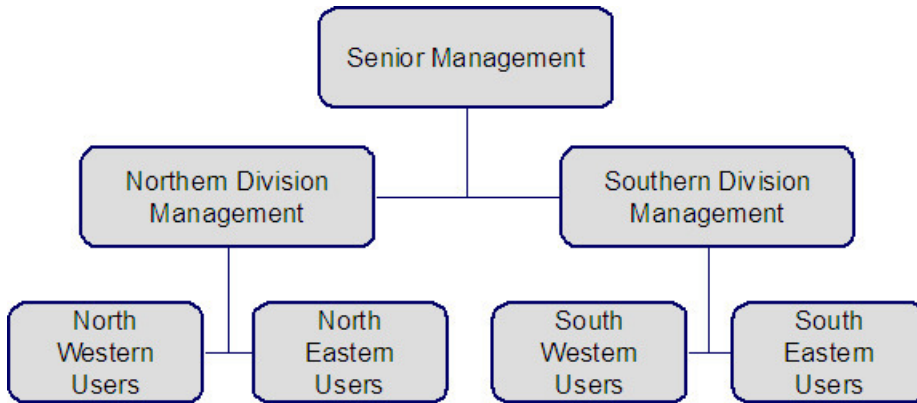 Senior Management
Northern Division
Management
Southern Division
Management
North
Western
Users
North
Eastern
Users
South
Western
Users
South
Eastern
Users